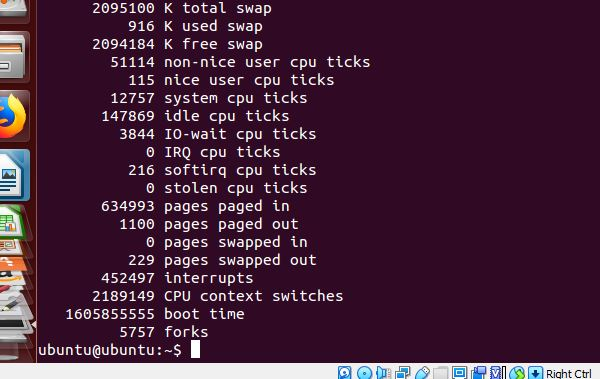 2095100 K total swap
916 K used swap
2094184 K free swap
51114 non-nice user cpu ticks
115 nice user cpu ticks
12757 system cpu ticks
147869 idle cpu ticks
3844 IO-wait cpu ticks
0 IRQ cpu ticks
216 softirq cpu ticks
0 stolen cpu ticks
634993 pages paged in
1100 pages paged out
0 pages swapped in
229 pages swapped out
452497 interrupts
2189149 CPU context switches
1605855555 boot time
5757 forks
ubuntu@ubuntu:~$
Right Ctrl